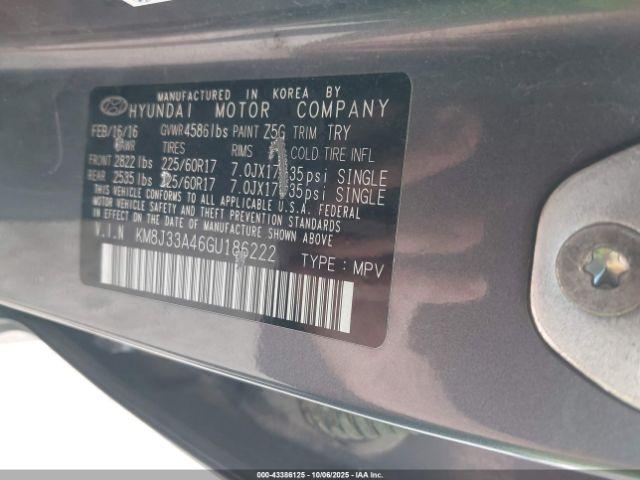 MANUFACTURED IN KOREA BY
HYUNDAI MOTOR COMPANY
FEB/16/16 GVWR 4586 lbs PAINT Z5G TRIM TRY
GAWR TIRES RIMS COLD TIRE INFL
FRONT 2822 lbs 225/60R17 7.0JX17 35psi SINGLE
REAR 2535 lbs 225/60R17 7.0JX17 35psi SINGLE
THIS VEHICLE CONFORMS TO ALL APPLICABLE U.S.A. FEDERAL
MOTOR VEHICLE SAFETY, BUMPER, AND THEFT PREVENTION STANDARDS
IN EFFECT ON THE DATE OF MANUFACTURE SHOWN ABOVE
V.I.N KM8J33A46GU186222 TYPE : MPV
000-43386125 - 10/06/2025 - IAA Inc.